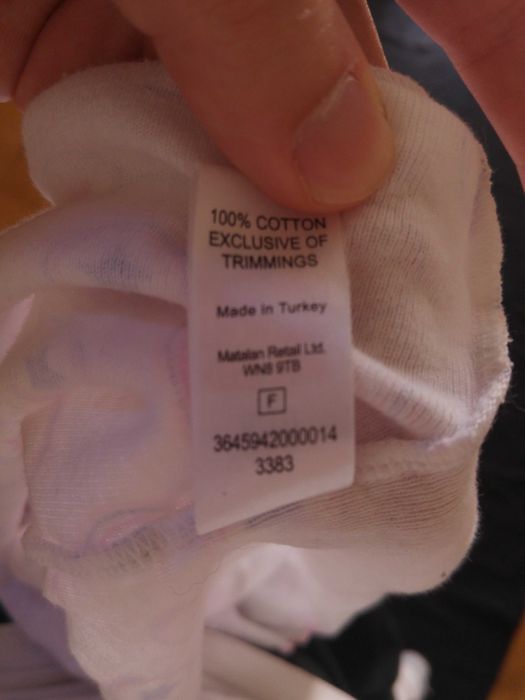 100% COTTON
EXCLUSIVE OF
TRIMMINGS
Made in Turkey
Matalan Retail Ltd.
WN8 9TB
F
3645942000014
3383